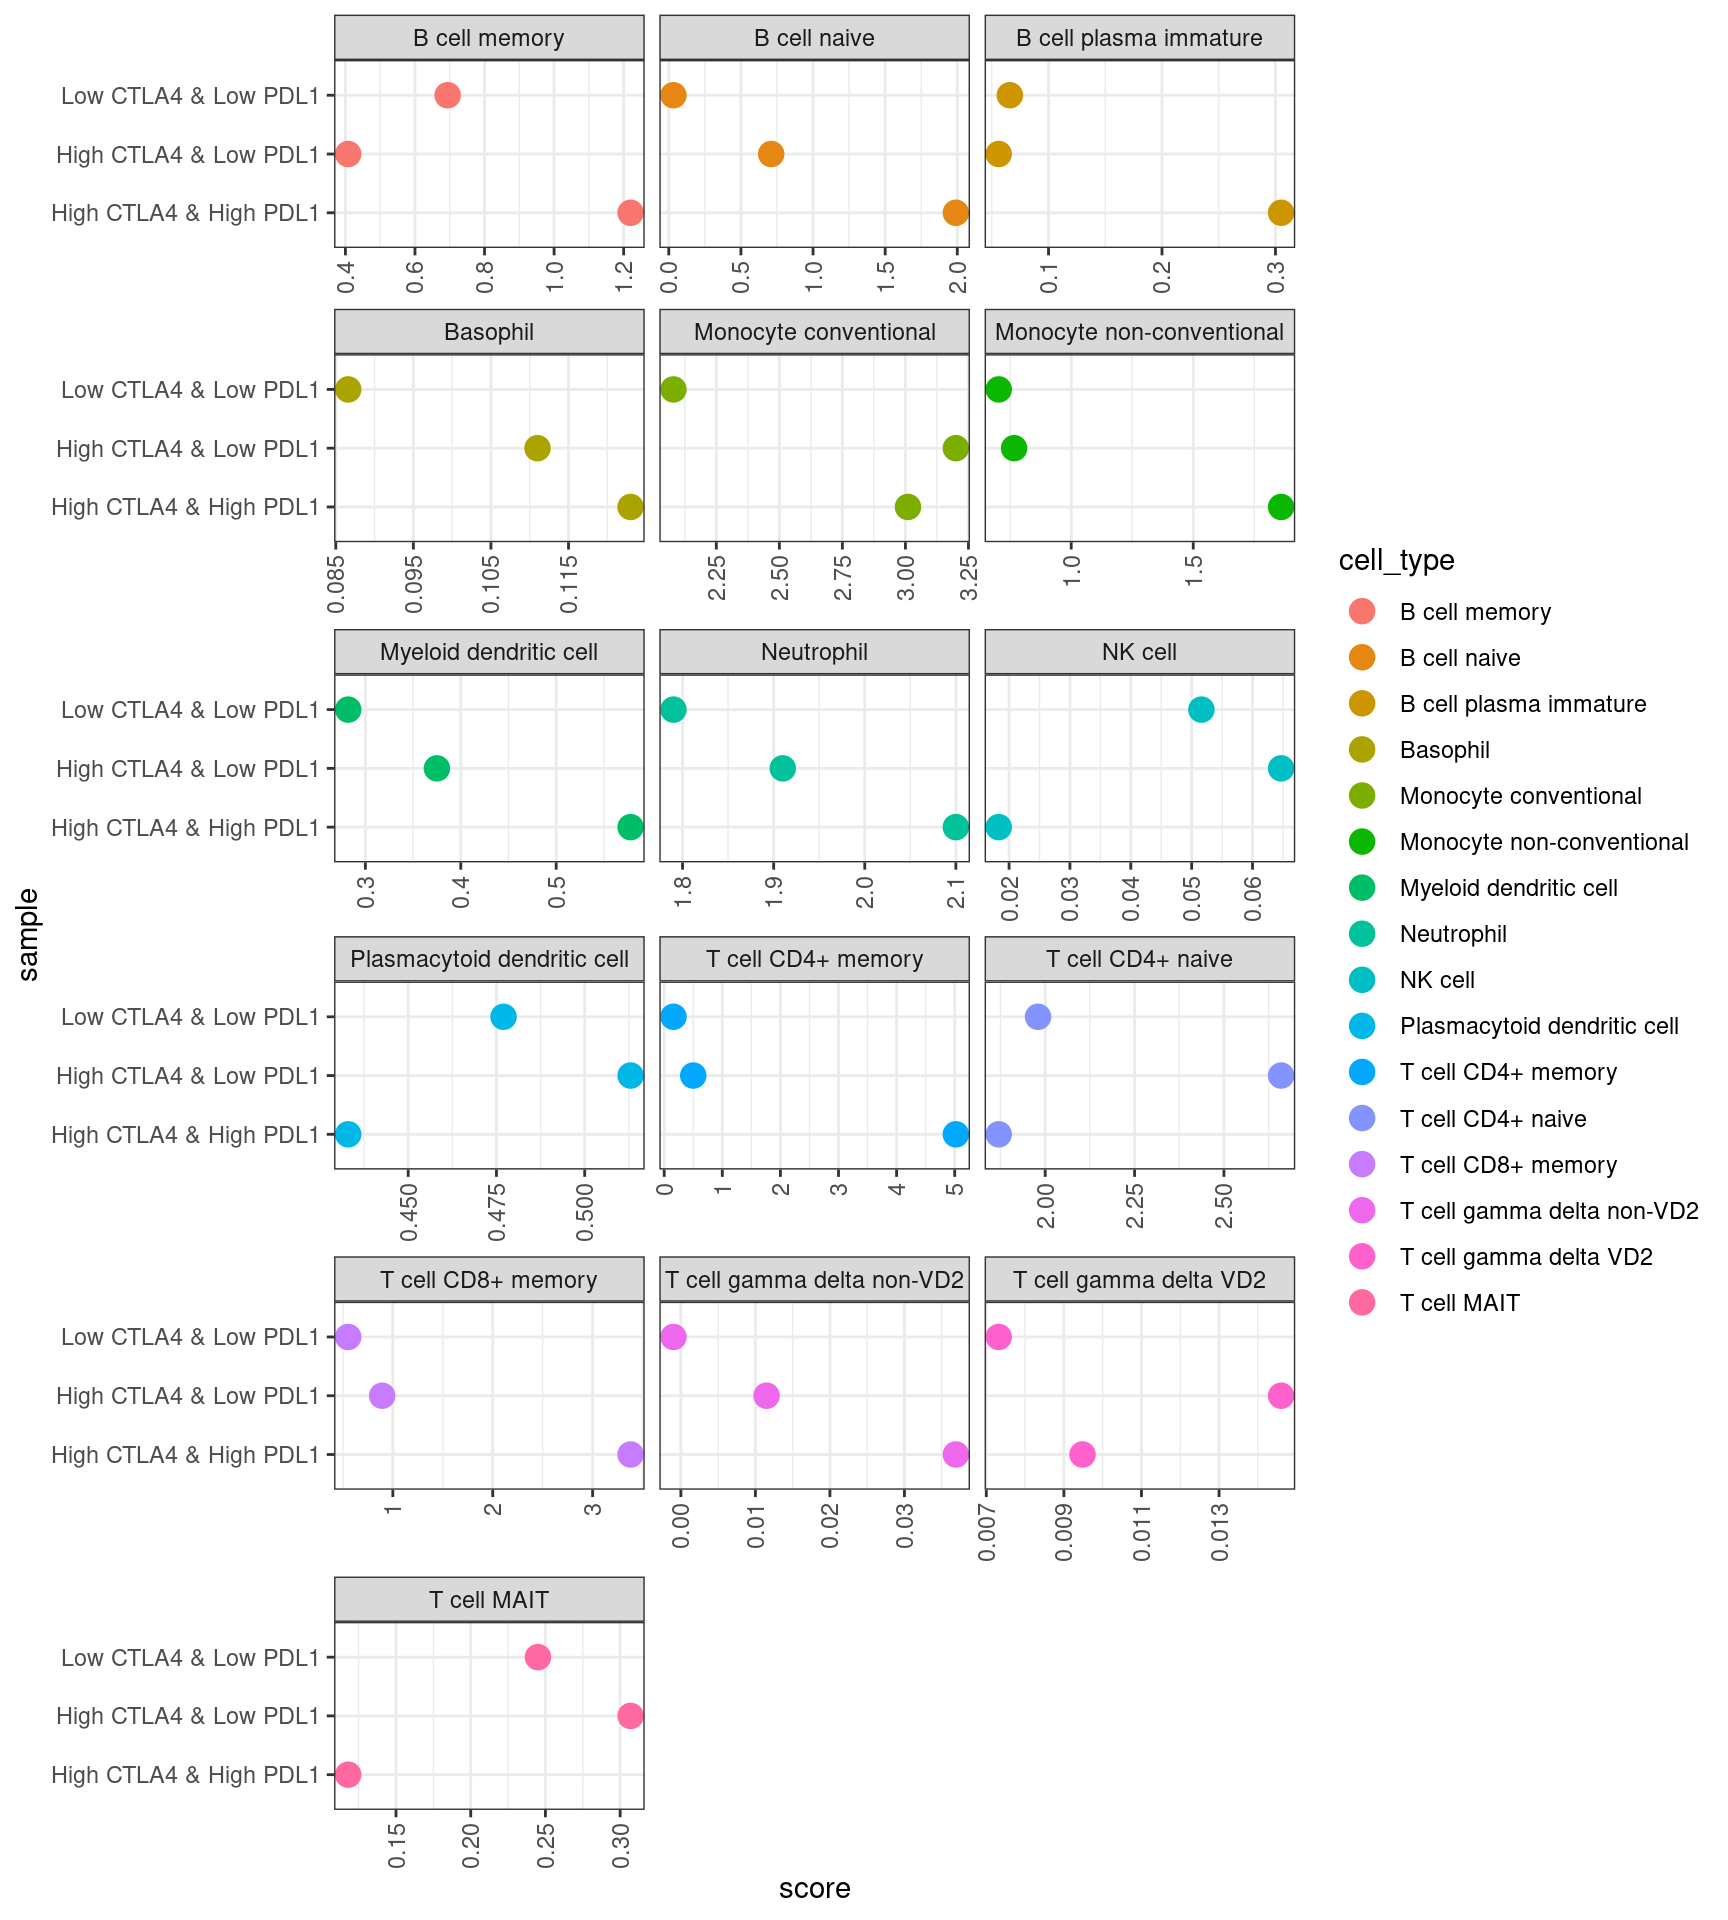 B cell memory
B cell naive
B cell plasma immature
Low CTLA4 & Low PDL1
High CTLA4 & Low PDL1
High CTLA4 & High PDL1
0.4 0.6 0.8 1.0 1.2
0.0 0.5 1.0 1.5 2.0
0.1 0.2 0.3
Basophil
Monocyte conventional
Monocyte non-conventional
Low CTLA4 & Low PDL1
High CTLA4 & Low PDL1
High CTLA4 & High PDL1
0.085 0.095 0.105 0.115
2.25 2.50 2.75 3.00 3.25
1.0 1.5
Myeloid dendritic cell
Neutrophil
NK cell
Low CTLA4 & Low PDL1
High CTLA4 & Low PDL1
High CTLA4 & High PDL1
0.3 0.4 0.5
1.8 1.9 2.0 2.1
0.02 0.03 0.04 0.05 0.06
Plasmacytoid dendritic cell
T cell CD4+ memory
T cell CD4+ naive
Low CTLA4 & Low PDL1
High CTLA4 & Low PDL1
High CTLA4 & High PDL1
0.450 0.475 0.500
0 1 2 3 4 5
2.00 2.25 2.50
T cell CD8+ memory
T cell gamma delta non-VD2
T cell gamma delta VD2
Low CTLA4 & Low PDL1
High CTLA4 & Low PDL1
High CTLA4 & High PDL1
1 2 3
0.00 0.01 0.02 0.03
0.007 0.009 0.011 0.013
T cell MAIT
Low CTLA4 & Low PDL1
High CTLA4 & Low PDL1
High CTLA4 & High PDL1
0.15 0.20 0.25 0.30
score
sample
cell_type
B cell memory
B cell naive
B cell plasma immature
Basophil
Monocyte conventional
Monocyte non-conventional
Myeloid dendritic cell
Neutrophil
NK cell
Plasmacytoid dendritic cell
T cell CD4+ memory
T cell CD4+ naive
T cell CD8+ memory
T cell gamma delta non-VD2
T cell gamma delta VD2
T cell MAIT